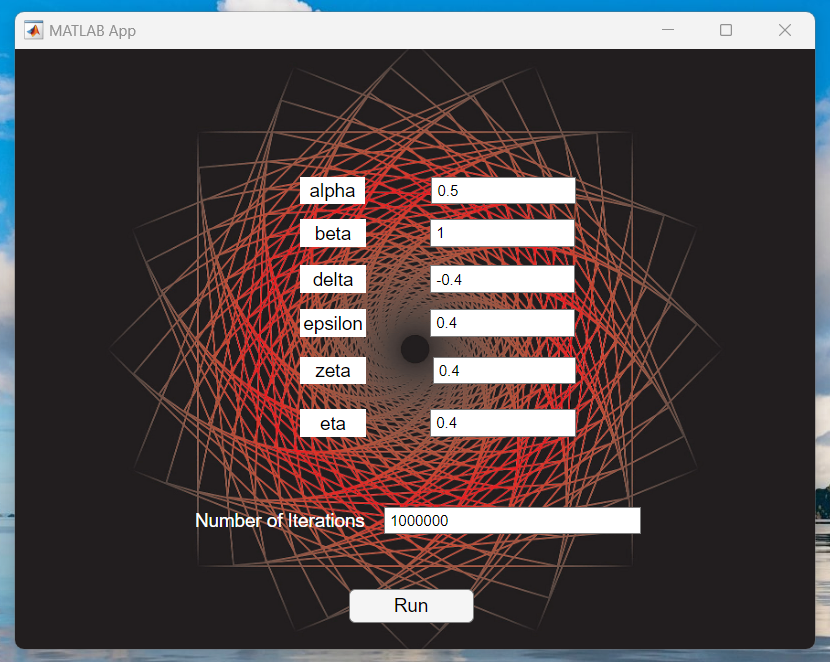 MATLAB App
alpha 0.5
beta 1
delta -0.4
epsilon 0.4
zeta 0.4
eta 0.4
Number of Iterations 1000000
Run